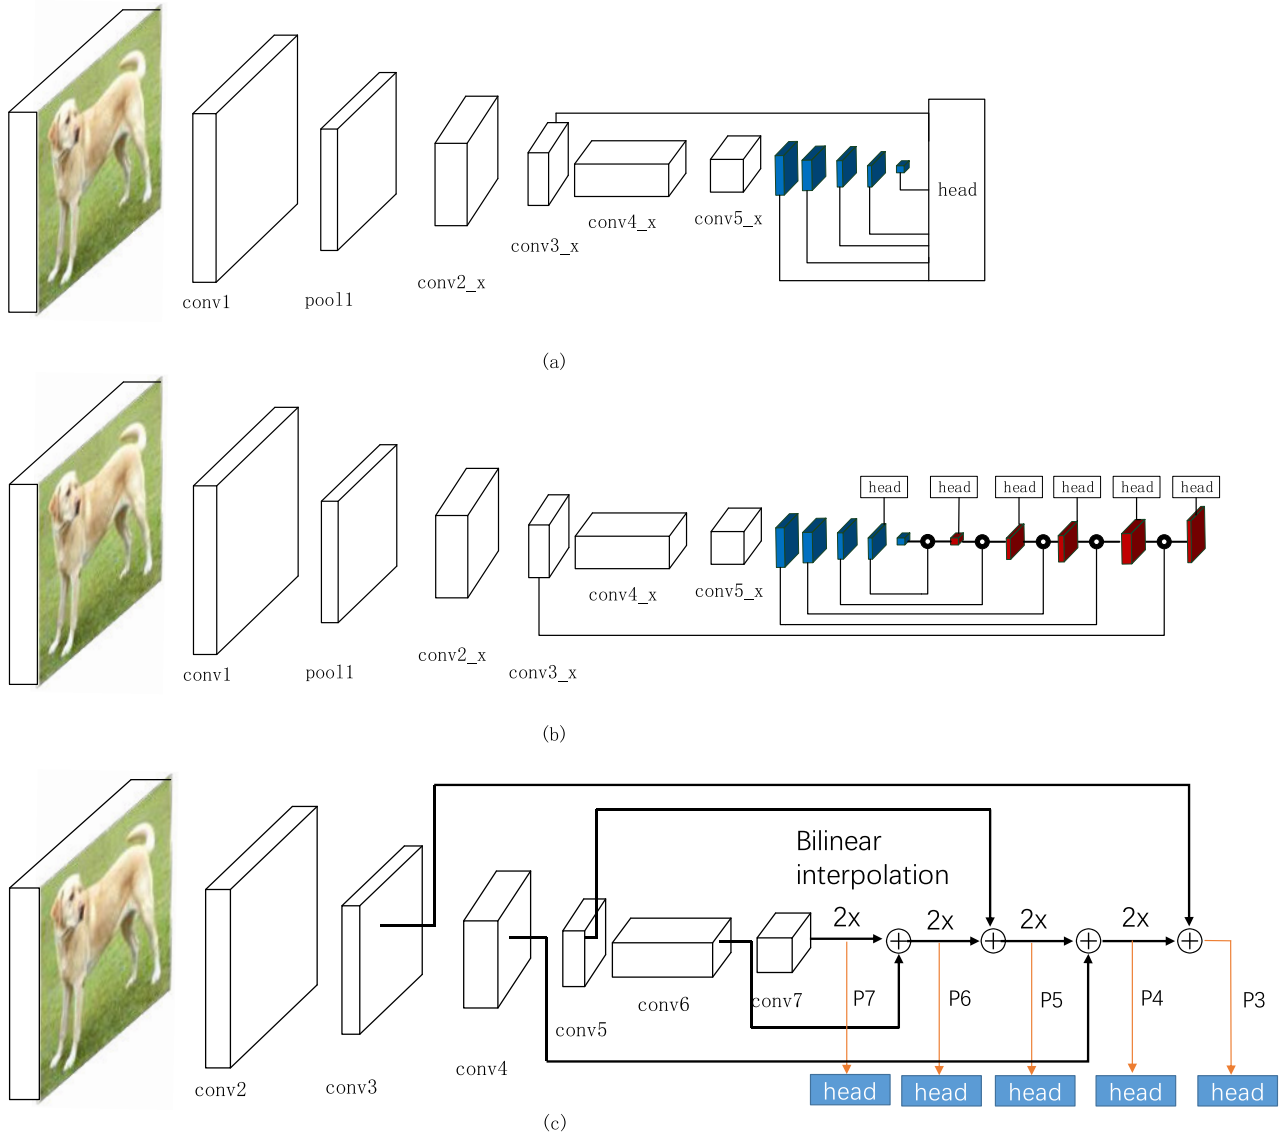 head
conv4_x
conv5_x
conv3_x
conv2_x
conv1
pool1
(a)
head
head
head
head
head
head
conv4_x
conv5_x
conv2_x
conv3_x
conv1
pool1
(b)
Bilinear
interpolation
2x
2x
2x
2x
P7
P6
P5
P4
P3
conv6
conv7
conv5
conv4
conv3
conv2
head
head
head
head
head
(c)